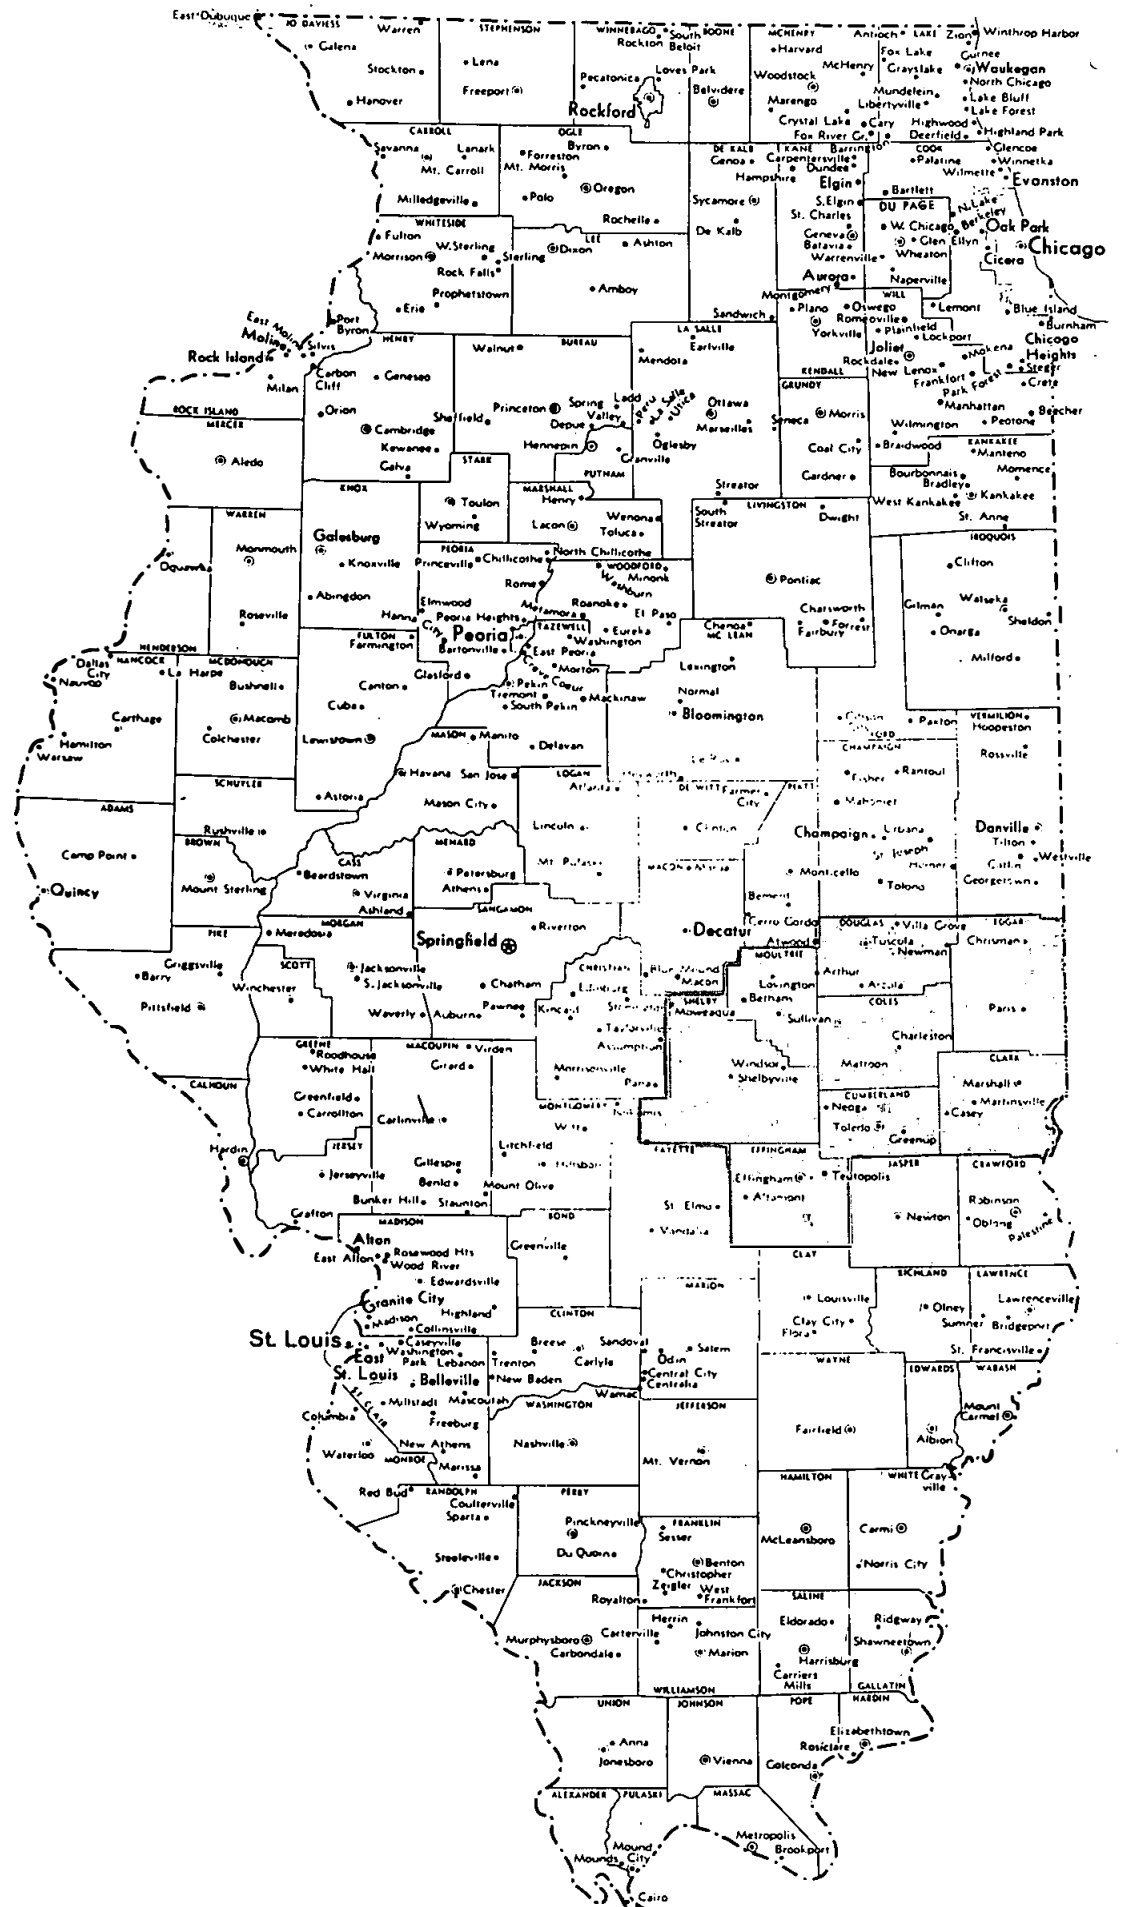 East Dubuque
JO DAVIESS
Warren
STEPHENSON
WINNEBAGO
South
Beloit
BOONE
MCHENRY
Antioch
LAKE
Zion
Winthrop Harbor
Galena
Rockton
Harvard
Fox Lake
Gurnee
Stockton
Lena
Pecatonica
Loves Park
Woodstock
McHenry
Grayslake
Waukegan
North Chicago
Hanover
Freeport
Rockford
Belvidere
Marengo
Mundelein
Libertyville
Lake Bluff
Lake Forest
Crystal Lake
Cary
Highwood
Highland Park
Fox River Gr.
Deerfield
CARROLL
OGLE
DE KALB
KANE
Barrington
COOK
Glencoe
Savanna
Lanark
Byron
Forreston
Genoa
Carpentersville
Palatine
Winnetka
Mt. Carroll
Mt. Morris
Hampshire
Dundee
Wilmette
Evanston
Elgin
Milledgeville
Polo
Oregon
Sycamore
S. Elgin
Bartlett
DU PAGE
N. Lake
Berkeley
WHITESIDE
Rochelle
De Kalb
St. Charles
Geneva
W. Chicago
Oak Park
Fulton
W. Sterling
LEE
Ashton
Batavia
Glen Ellyn
Chicago
Morrison
Sterling
Dixon
Warrenville
Wheaton
Cicero
Rock Falls
Aurora
Naperville
Prophetstown
Amboy
Montgomery
WILL
Erie
Sandwich
Plano
Oswego
Lemont
Blue Island
Port
Byron
Romeoville
Burnham
East Moline
Moline
Silvis
HENRY
BUREAU
LA SALLE
Yorkville
Plainfield
Lockport
Chicago
Heights
Rock Island
Walnut
Earlville
Joliet
Mokena
Steger
Mendota
Rockdale
New Lenox
Crete
Milan
Carbon
Cliff
Geneseo
KENDALL
Frankfort
Park Forest
GRUNDY
Manhattan
Beecher
ROCK ISLAND
Orion
Sheffield
Princeton
Spring
Valley
Ladd
Peru
La Salle
Utica
Ottawa
Seneca
Morris
Wilmington
Peotone
MERCER
Cambridge
Depue
Marseilles
KANKAKEE
Kewanee
Hennepin
Oglesby
Coal City
Braidwood
Manteno
Aledo
Galva
STARK
Granville
Gardner
Bourbonnais
Momence
PUTNAM
Bradley
KNOX
Toulon
MARSHALL
Henry
Streator
West Kankakee
Kankakee
WARREN
Wyoming
Lacon
Wenona
South
Streator
LIVINGSTON
Dwight
St. Anne
Toluca
Galesburg
PEORIA
IROQUOIS
Monmouth
Chillicothe
North Chillicothe
Oquawka
Knoxville
Princeville
WOODFORD
Clifton
Rome
Washburn
Minonk
Pontiac
Abingdon
Elmwood
Roanoke
Chatsworth
Gilman
Watseka
Roseville
Hanna
City
Peoria Heights
Metamora
El Paso
Chenoa
Forrest
Sheldon
FULTON
Peoria
TAZEWELL
Eureka
MC LEAN
Fairbury
Onarga
HENDERSON
Farmington
Bartonville
Washington
Dallas
City
HANCOCK
MCDONOUGH
East Peoria
Lexington
Milford
Nauvoo
La Harpe
Bushnell
Glasford
Creve Coeur
Morton
Canton
Pekin
Normal
Carthage
Macomb
Cuba
Tremont
Mackinaw
Bloomington
South Pekin
Gibson
City
Paxton
VERMILION
Hoopeston
Hamilton
Colchester
Lewistown
MASON
Manito
FORD
Warsaw
Delavan
Le Roy
CHAMPAIGN
Rossville
SCHUYLER
Havana
San Jose
LOGAN
Heyworth
Fisher
Rantoul
ADAMS
Astoria
Mason City
Atlanta
DE WITT
Farmer
City
PIATT
Mahomet
Rushville
Lincoln
Clinton
Champaign
Urbana
Danville
BROWN
CASS
MENARD
St. Joseph
Tilton
Camp Point
Beardstown
Petersburg
Mt. Pulaski
MACON
Maroa
Monticello
Homer
Catlin
Westville
Quincy
Mount Sterling
Virginia
Athens
Tolono
Georgetown
Ashland
SANGAMON
Bement
MORGAN
Riverton
Cerro Gordo
DOUGLAS
Villa Grove
EDGAR
PIKE
Meredosia
Springfield
Decatur
Atwood
Tuscola
Chrisman
SCOTT
MOULTRIE
Newman
Griggsville
Jacksonville
CHRISTIAN
Blue Mound
Arthur
Barry
Winchester
S. Jacksonville
Chatham
Edinburg
Macon
Lovington
Arcola
Pittsfield
Pawnee
Kincaid
Stonington
SHELBY
Bethany
COLES
Waverly
Auburn
Taylorville
Moweaqua
Sullivan
Paris
Assumption
Charleston
GREENE
MACOUPIN
Virden
CLARK
Roodhouse
White Hall
Girard
Windsor
Mattoon
CALHOUN
Morrisonville
Pana
Shelbyville
Marshall
Greenfield
CUMBERLAND
Martinsville
Carrollton
Carlinville
MONTGOMERY
Nokomis
Neoga
Casey
Witt
Toledo
Hardin
JERSEY
Litchfield
FAYETTE
EFFINGHAM
Greenup
Gillespie
Hillsboro
JASPER
CRAWFORD
Jerseyville
Benld
Mount Olive
Effingham
Teutopolis
Bunker Hill
Staunton
St. Elmo
Altamont
Robinson
Grafton
MADISON
BOND
Newton
Oblong
Palestine
Vandalia
Alton
Greenville
CLAY
East Alton
Rosewood Hts
Wood River
RICHLAND
LAWRENCE
Edwardsville
MARION
Granite City
Highland
Louisville
Olney
Lawrenceville
Madison
CLINTON
Clay City
Sumner
Bridgeport
St. Louis
Collinsville
Flora
Caseyville
Breese
Sandoval
Salem
St. Francisville
East
St. Louis
Washington
Park
Lebanon
Trenton
Carlyle
Odin
WAYNE
EDWARDS
WABASH
Belleville
New Baden
Central City
Centralia
ST. CLAIR
Millstadt
Mascoutah
Wamac
WASHINGTON
JEFFERSON
Mount
Carmel
Columbia
Freeburg
Fairfield
Waterloo
New Athens
Nashville
Albion
MONROE
Marissa
Mt. Vernon
HAMILTON
WHITE
Grayville
Red Bud
RANDOLPH
PERRY
Coulterville
Sparta
Pinckneyville
FRANKLIN
Sesser
McLeansboro
Carmi
Steeleville
Du Quoin
Benton
Christopher
Norris City
JACKSON
Zeigler
West
Frankfort
SALINE
Chester
Royalton
Herrin
Eldorado
Ridgway
Carterville
Johnston City
Shawneetown
Murphysboro
Marion
Harrisburg
Carbondale
Carriers
Mills
WILLIAMSON
GALLATIN
UNION
JOHNSON
POPE
HARDIN
Elizabethtown
Anna
Rosiclare
Jonesboro
Vienna
Golconda
ALEXANDER
PULASKI
MASSAC
Metropolis
Mound
City
Brookport
Mounds
Cairo